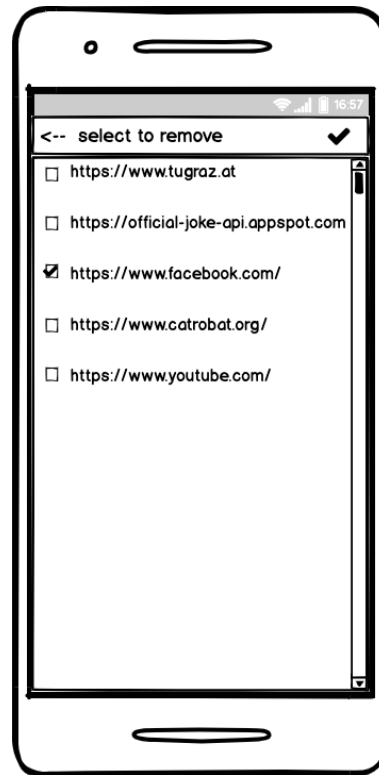 16:57
<-- select to remove
https://www.tugraz.at
https://official-joke-api.appspot.com
https://www.facebook.com/
https://www.catrobat.org/
https://www.youtube.com/